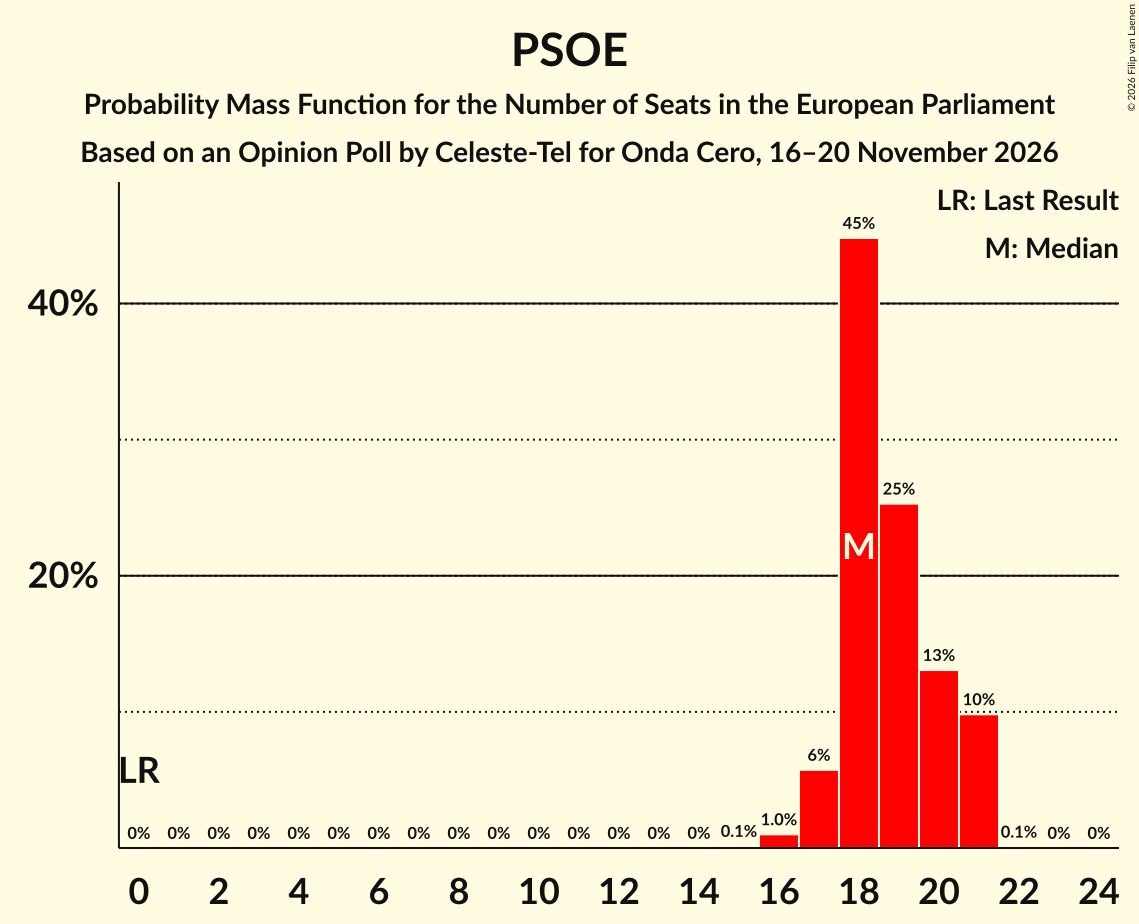 PSOE
Probability Mass Function for the Number of Seats in the European Parliament
Based on an Opinion Poll by Celeste-Tel for Onda Cero, 16–20 November 2026
© 2026 Filip van Laenen
LR: Last Result
M: Median
40%
20%
45%
25%
13%
10%
6%
M
LR
0% 0% 0% 0% 0% 0% 0% 0% 0% 0% 0% 0% 0% 0% 0% 0.1% 1.0% 0.1% 0% 0%
0 2 4 6 8 10 12 14 16 18 20 22 24